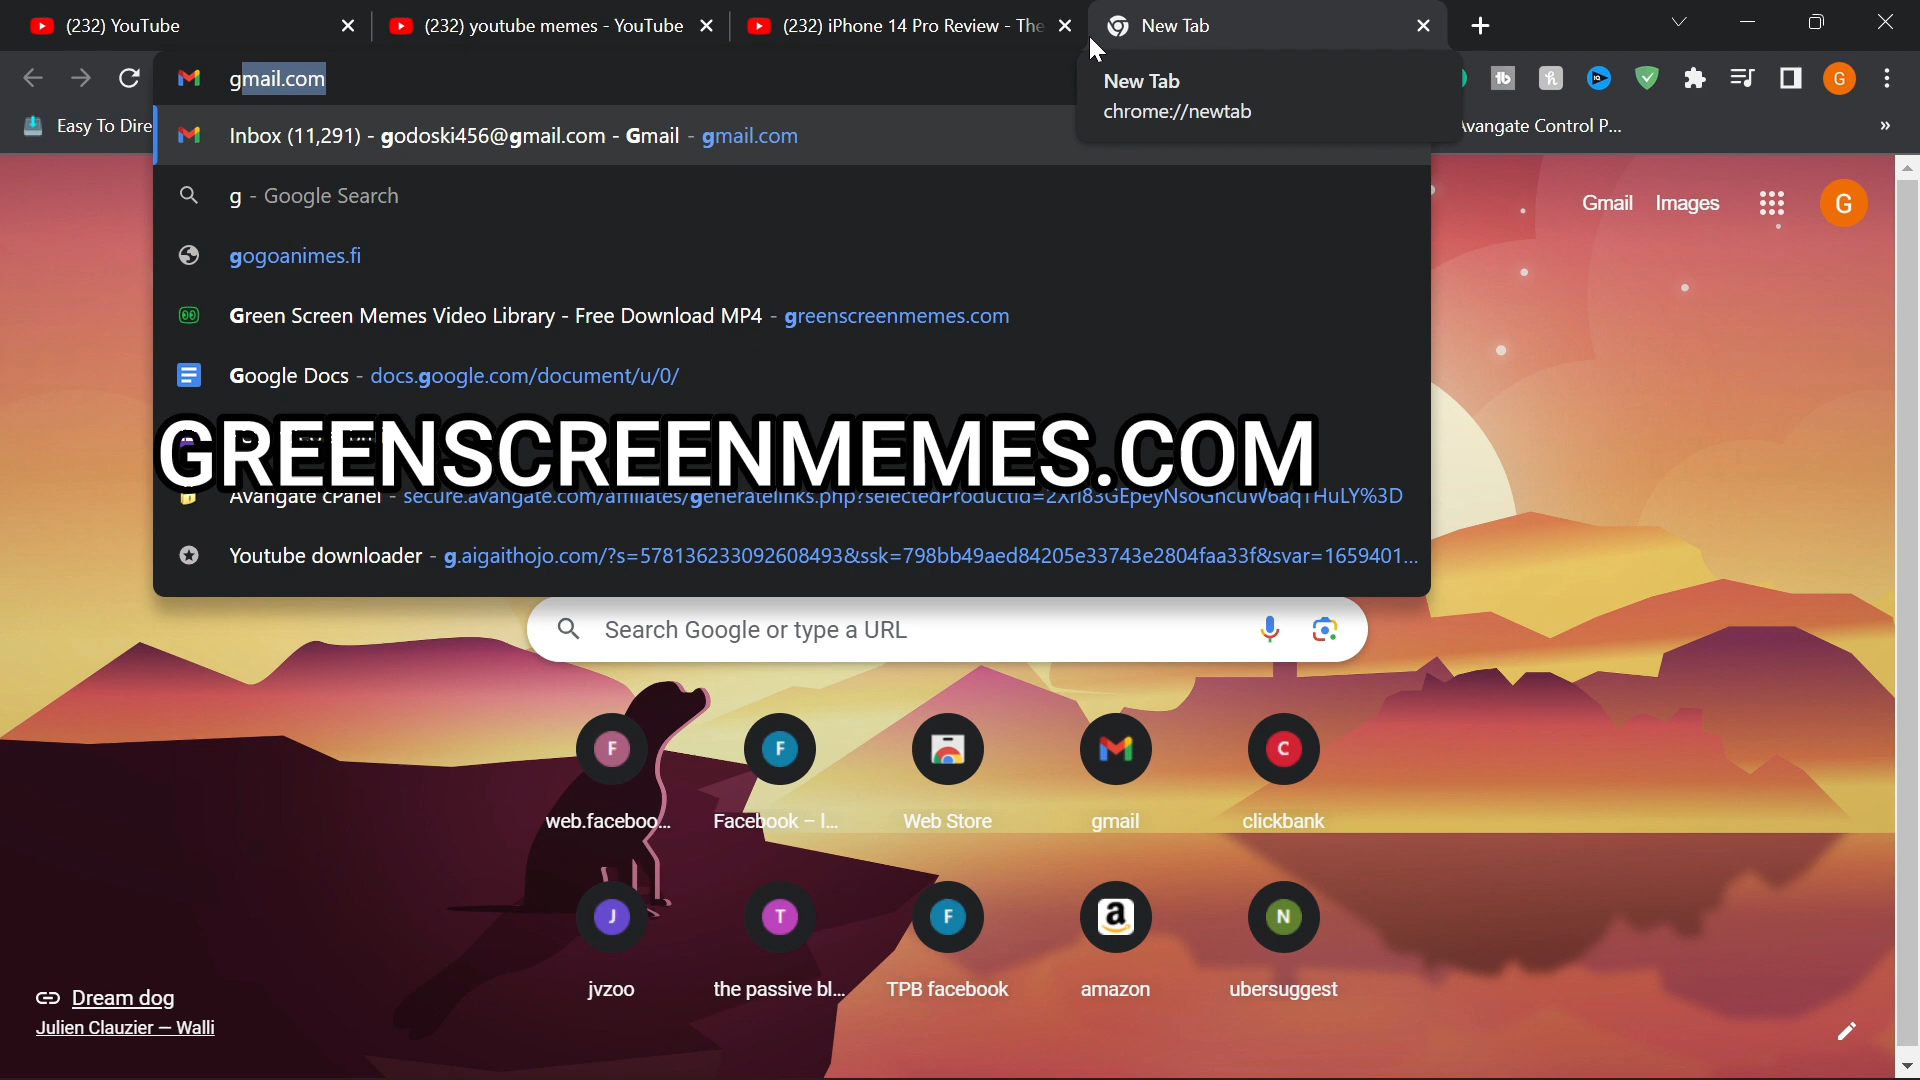 (232) YouTube
(232) youtube memes - YouTube
(232) iPhone 14 Pro Review - The
New Tab
gmail.com
New Tab
chrome://newtab
Easy To Dire
Avangate Control P...
Inbox (11,291) - godoski456@gmail.com - Gmail - gmail.com
g - Google Search
Gmail
Images
G
gogoanimes.fi
Green Screen Memes Video Library - Free Download MP4 - greenscreenmemes.com
Google Docs - docs.google.com/document/u/0/
GREENSCREENMEMES.COM
Avangate cPanel - secure.avangate.com/affiliates/generatelinks.php?selectedProductId=
Youtube downloader - g.aigaithojo.com/?s=578136233092608493&ssk=798bb49aed84205e33743e2804faa33f&svar=1659401...
Search Google or type a URL
F
F
C
web.faceboo...
Facebook – l...
Web Store
gmail
clickbank
J
T
F
a
N
jvzoo
the passive bl...
TPB facebook
amazon
ubersuggest
Dream dog
Julien Clauzier — Walli